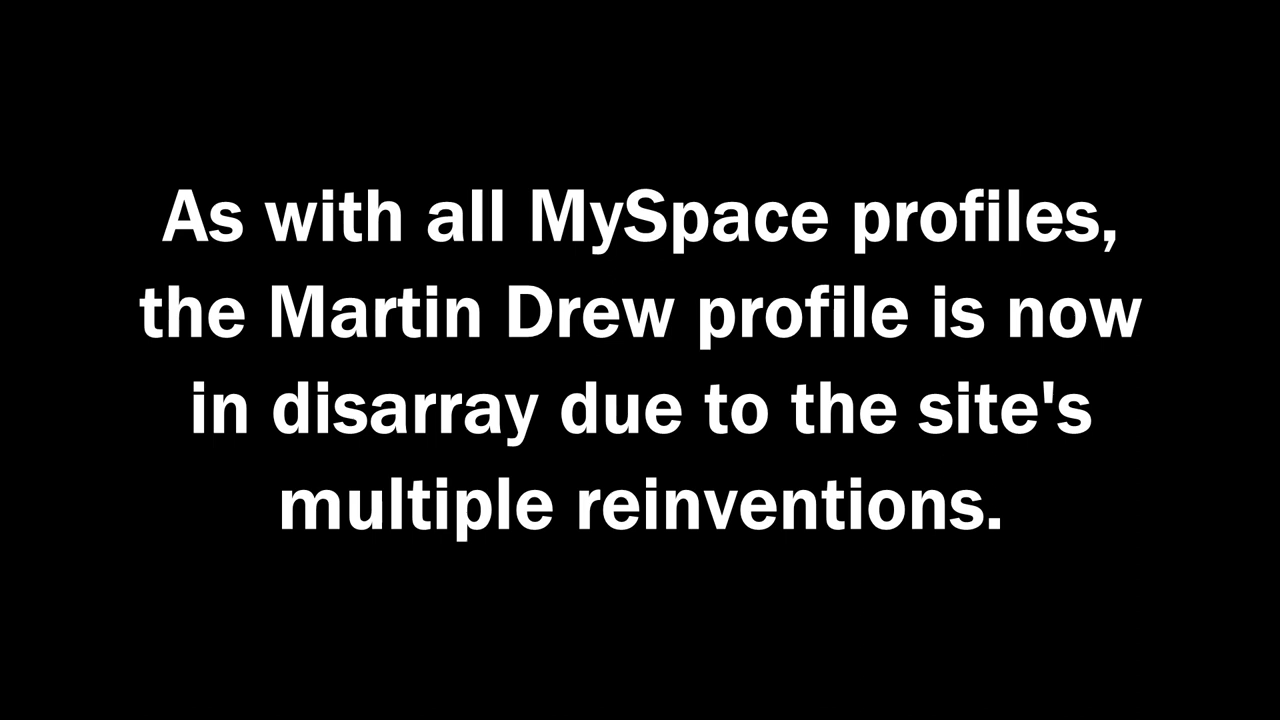 As with all MySpace profiles,
the Martin Drew profile is now
in disarray due to the site's
multiple reinventions.